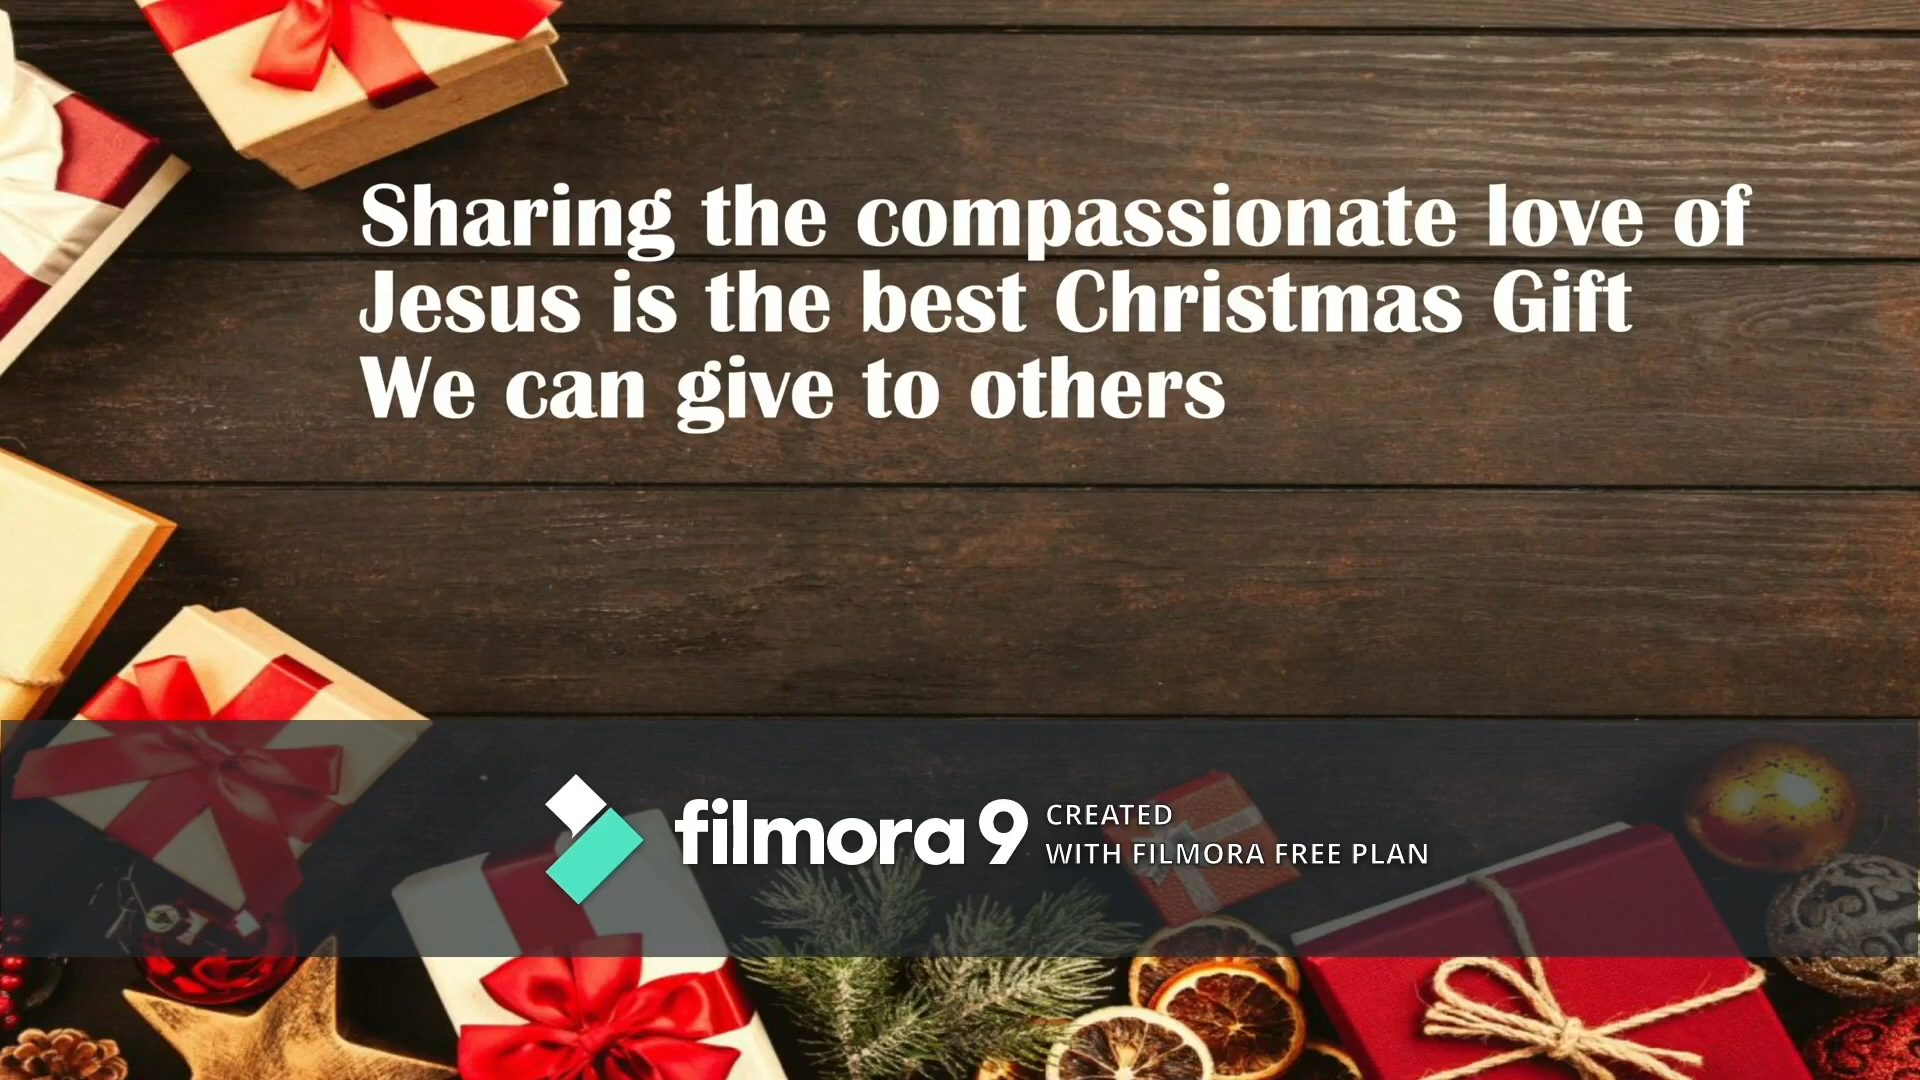 Sharing the compassionate love of
Jesus is the best Christmas Gift
We can give to others
filmora 9
CREATED
WITH FILMORA FREE PLAN